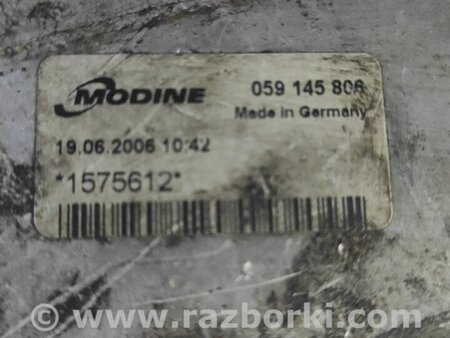 MODINE 059 145 806
Made in Germany
19.06.2006 10:42
*1575612*
© www.razborki.com